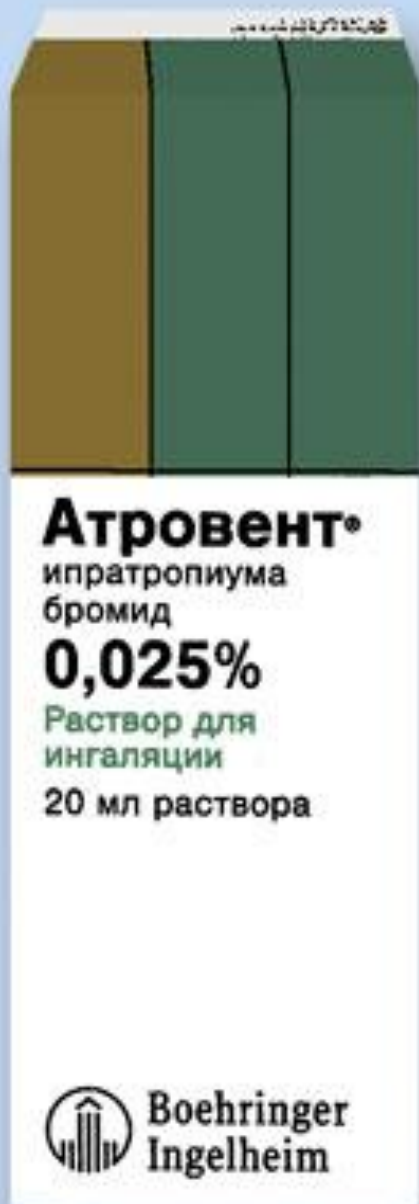 Атровент®
ипратропиума
бромид
0,025%
Раствор для
ингаляции
20 мл раствора
Boehringer
Ingelheim